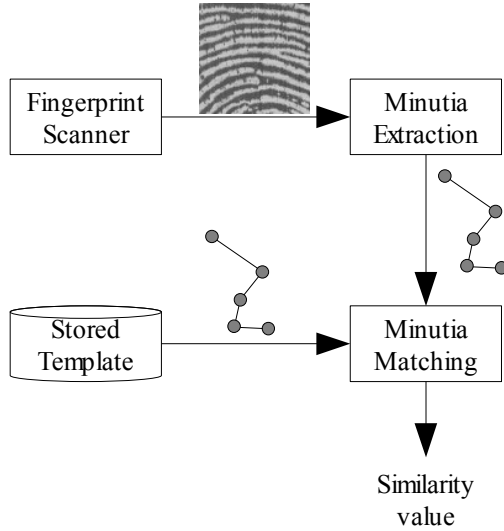 Fingerprint
Scanner
Minutia
Extraction
Stored
Template
Minutia
Matching
Similarity
value